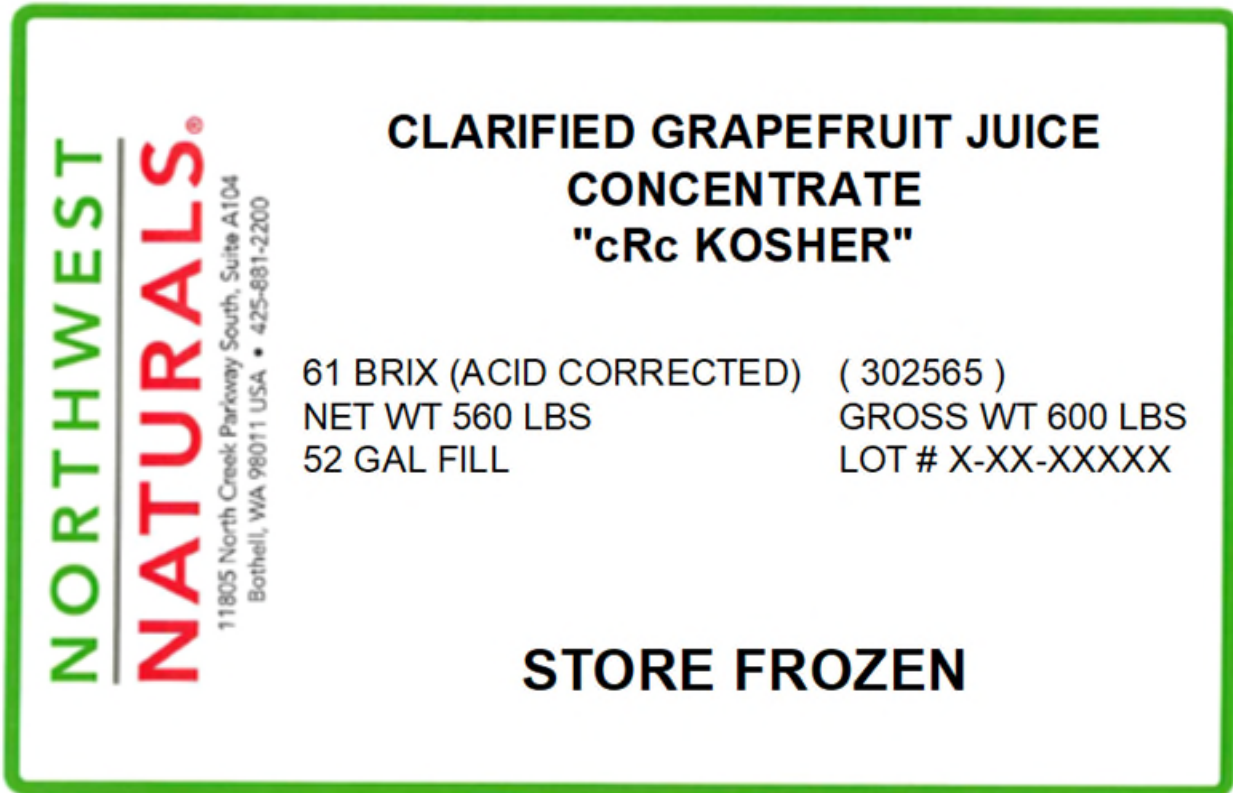 NORTHWEST
NATURALS®
11805 North Creek Parkway South, Suite A104
Bothell, WA 98011 USA • 425-881-2200
CLARIFIED GRAPEFRUIT JUICE
CONCENTRATE
"cRc KOSHER"
61 BRIX (ACID CORRECTED) ( 302565 )
NET WT 560 LBS GROSS WT 600 LBS
52 GAL FILL LOT # X-XX-XXXXX
STORE FROZEN